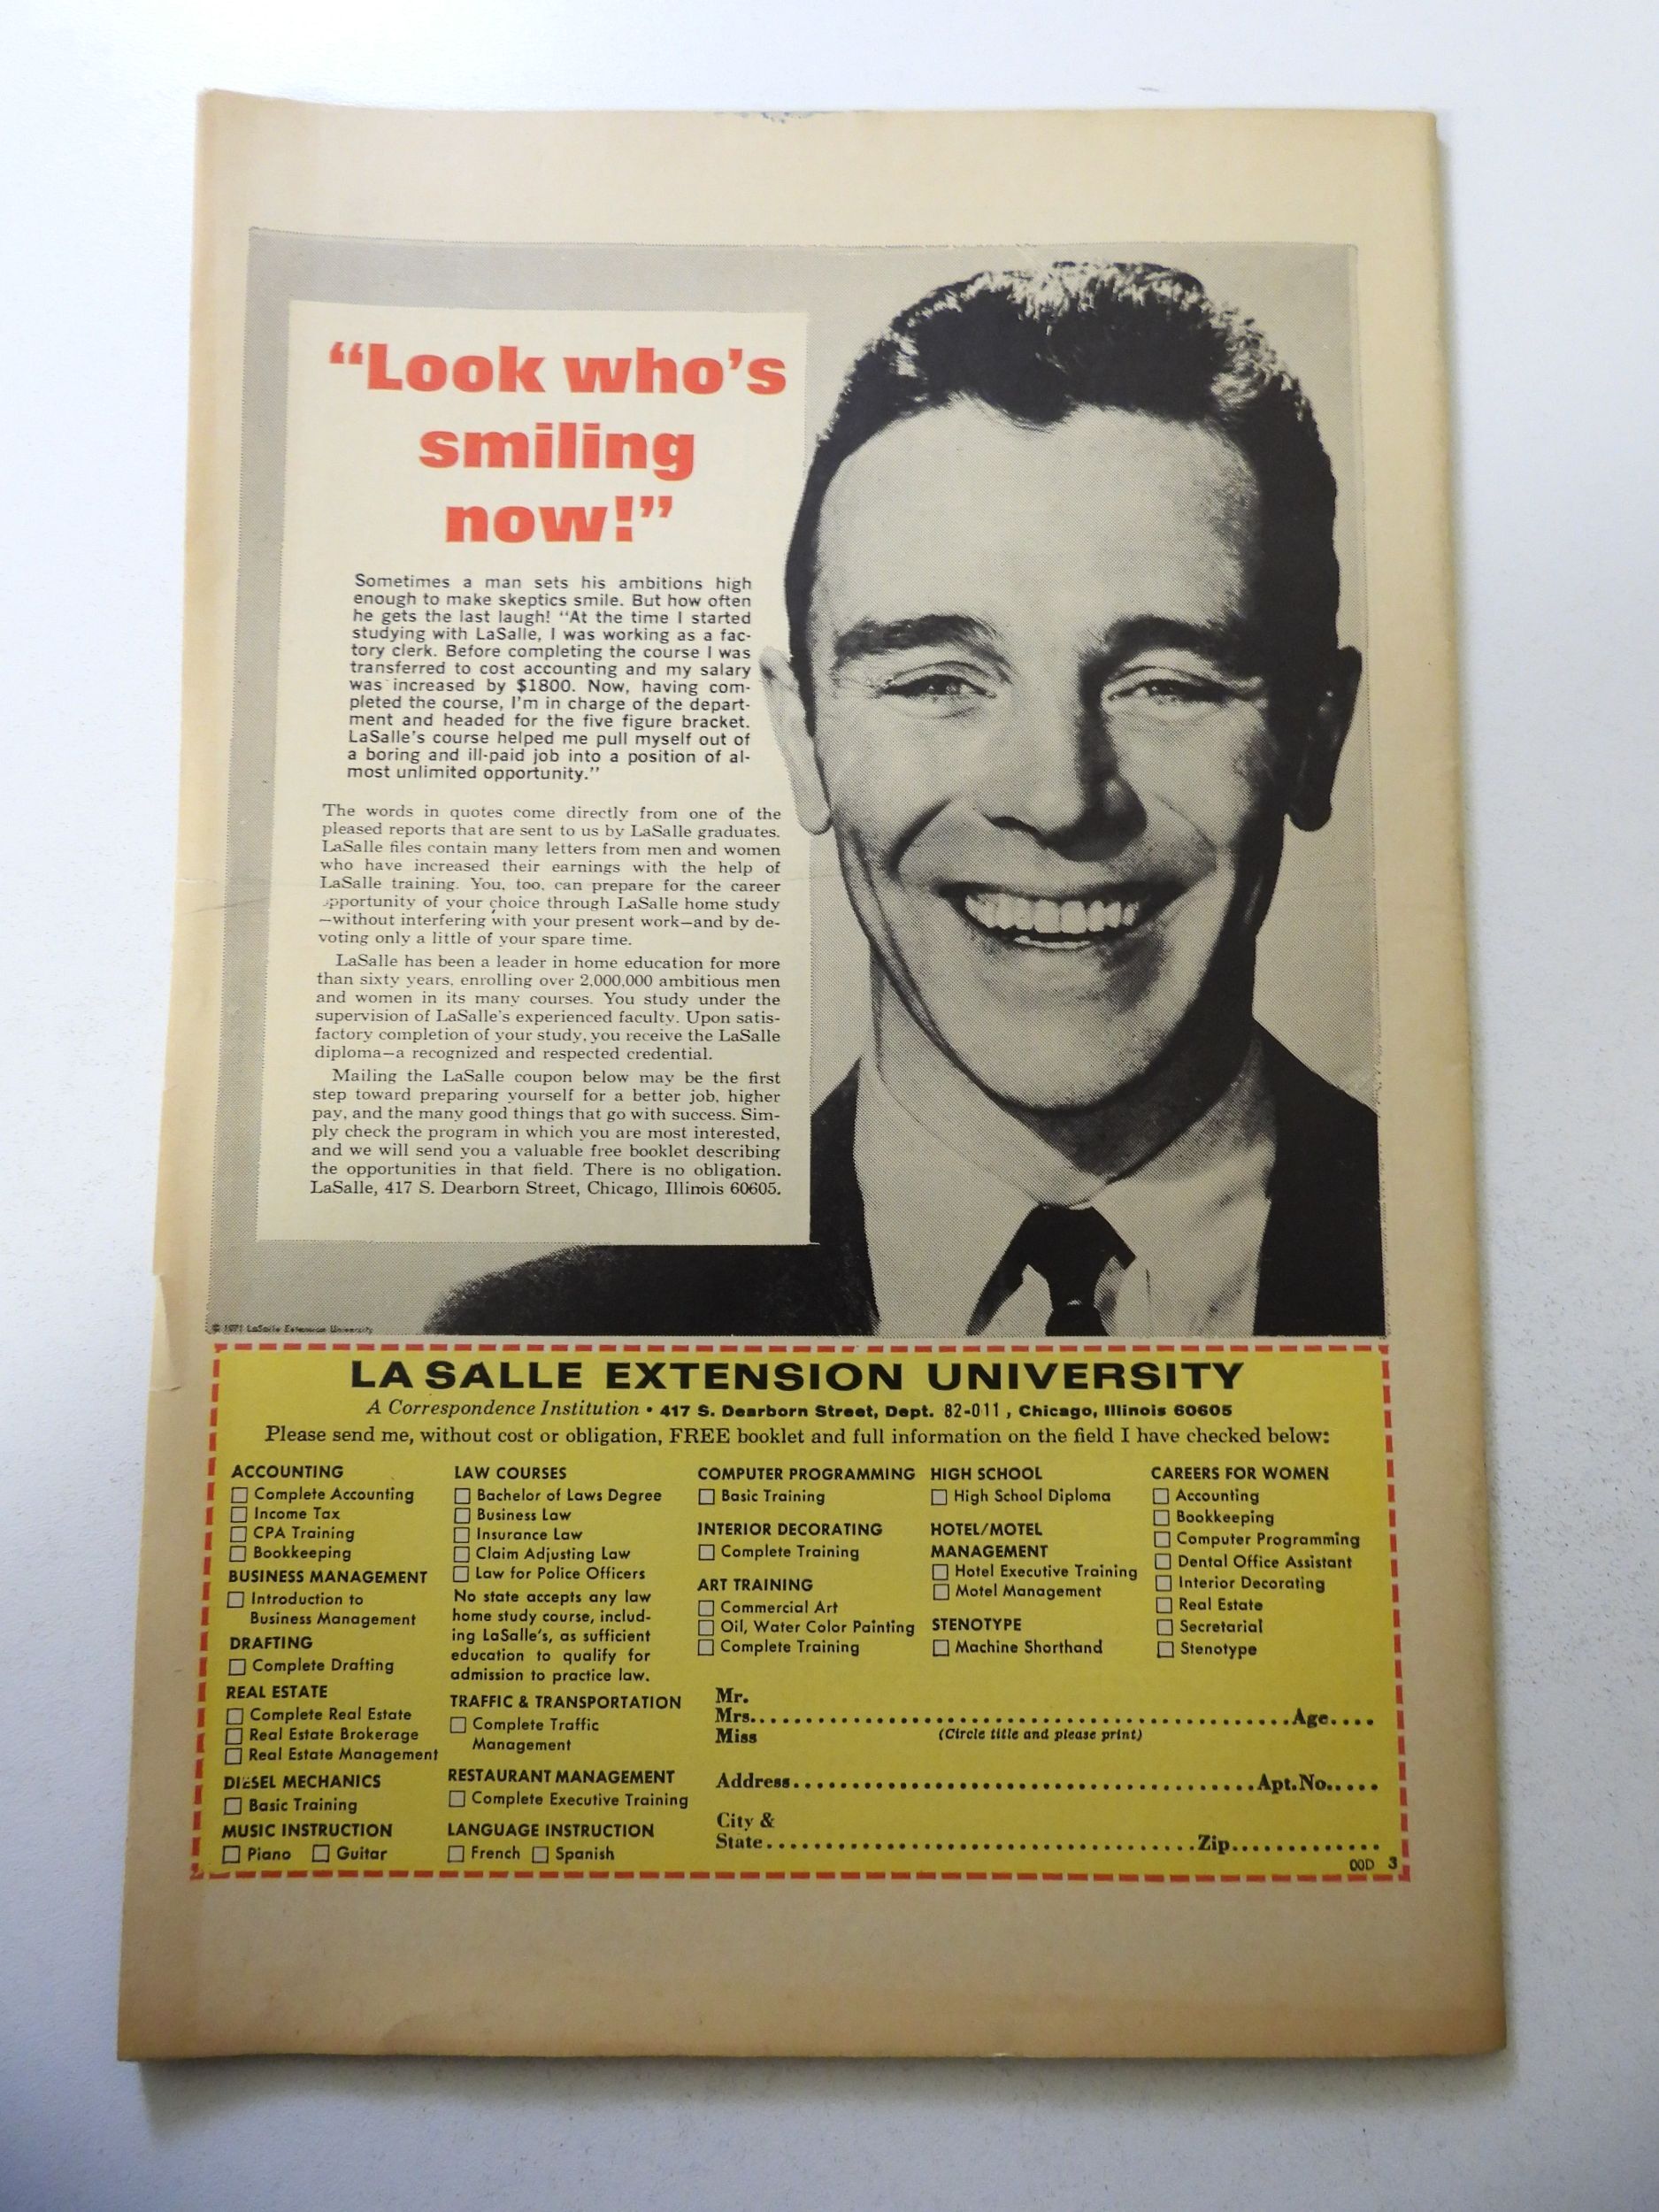 “Look who’s
smiling
now!”
Sometimes a man sets his ambitions high
enough to make skeptics smile. But how often
he gets the last laugh! “At the time I started
studying with LaSalle, I was working as a fac-
tory clerk. Before completing the course I was
transferred to cost accounting and my salary
was increased by $1800. Now, having com-
pleted the course, I’m in charge of the depart-
ment and headed for the five figure bracket.
LaSalle’s course helped me pull myself out of
a boring and ill-paid job into a position of al-
most unlimited opportunity.”
The words in quotes come directly from one of the
pleased reports that are sent to us by LaSalle graduates.
LaSalle files contain many letters from men and women
who have increased their earnings with the help of
LaSalle training. You, too, can prepare for the career
opportunity of your choice through LaSalle home study
—without interfering with your present work—and by de-
voting only a little of your spare time.
LaSalle has been a leader in home education for more
than sixty years, enrolling over 2,000,000 ambitious men
and women in its many courses. You study under the
supervision of LaSalle’s experienced faculty. Upon satis-
factory completion of your study, you receive the LaSalle
diploma—a recognized and respected credential.
Mailing the LaSalle coupon below may be the first
step toward preparing yourself for a better job, higher
pay, and the many good things that go with success. Sim-
ply check the program in which you are most interested,
and we will send you a valuable free booklet describing
the opportunities in that field. There is no obligation.
LaSalle, 417 S. Dearborn Street, Chicago, Illinois 60605.
© 1971 LaSalle Extension University
LA SALLE EXTENSION UNIVERSITY
A Correspondence Institution • 417 S. Dearborn Street, Dept. 82-011, Chicago, Illinois 60605
Please send me, without cost or obligation, FREE booklet and full information on the field I have checked below:
ACCOUNTING
Complete Accounting
Income Tax
CPA Training
Bookkeeping
BUSINESS MANAGEMENT
Introduction to
Business Management
DRAFTING
Complete Drafting
REAL ESTATE
Complete Real Estate
Real Estate Brokerage
Real Estate Management
DIESEL MECHANICS
Basic Training
MUSIC INSTRUCTION
Piano Guitar
LAW COURSES
Bachelor of Laws Degree
Business Law
Insurance Law
Claim Adjusting Law
Law for Police Officers
No state accepts any law
home study course, includ-
ing LaSalle’s, as sufficient
education to qualify for
admission to practice law.
TRAFFIC & TRANSPORTATION
Complete Traffic
Management
RESTAURANT MANAGEMENT
Complete Executive Training
LANGUAGE INSTRUCTION
French Spanish
COMPUTER PROGRAMMING
Basic Training
INTERIOR DECORATING
Complete Training
ART TRAINING
Commercial Art
Oil, Water Color Painting
Complete Training
HIGH SCHOOL
High School Diploma
HOTEL/MOTEL
MANAGEMENT
Hotel Executive Training
Motel Management
STENOTYPE
Machine Shorthand
CAREERS FOR WOMEN
Accounting
Bookkeeping
Computer Programming
Dental Office Assistant
Interior Decorating
Real Estate
Secretarial
Stenotype
Mr.
Mrs. Age
Miss (Circle title and please print)
Address Apt.No.
City &
State Zip
00D 3